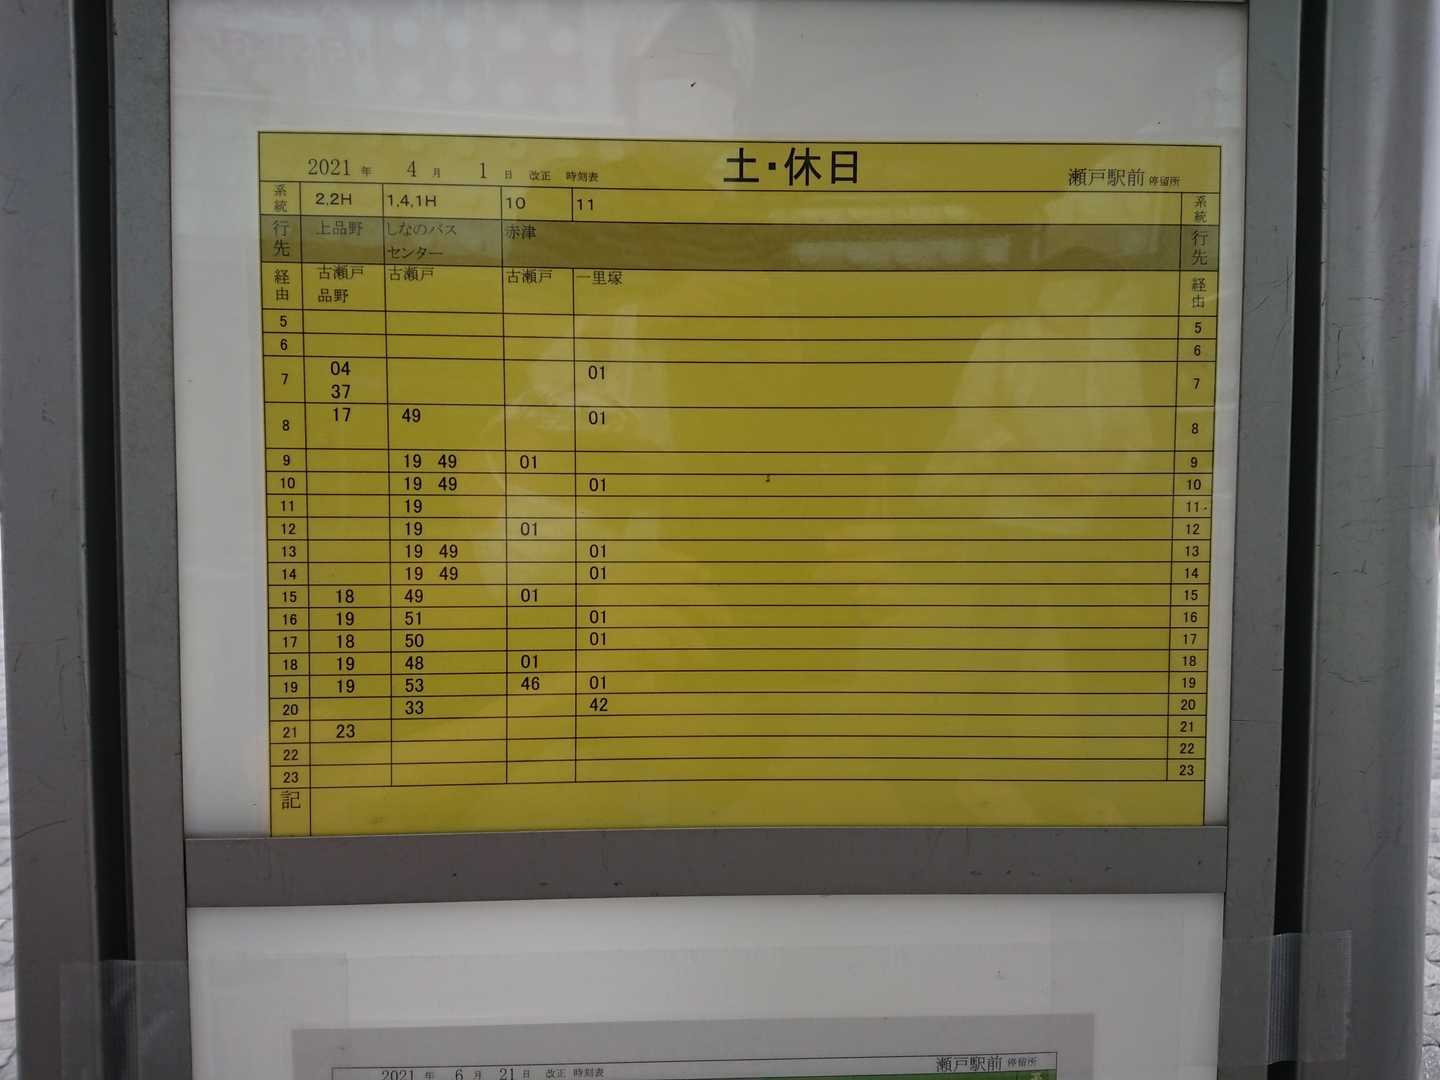 2021 年 4 月 1 日 改正 時刻表 土・休日 瀬戸駅前 停留所
系統 2,2H 1,4,1H 10 11 系統
行先 上品野 しなのバスセンター 赤津 行先
経由 古瀬戸 品野 古瀬戸 古瀬戸 一里塚 経由
5 5
6 6
7 04 37 01 7
8 17 49 01 8
9 19 49 01 9
10 19 49 01 10
11 19 11
12 19 01 12
13 19 49 01 13
14 19 49 01 14
15 18 49 01 15
16 19 51 01 16
17 18 50 01 17
18 19 48 01 18
19 19 53 46 01 19
20 33 42 20
21 23 21
22 22
23 23
記
2021 年 6 月 21 日 改正 時刻表 瀬戸駅前 停留所